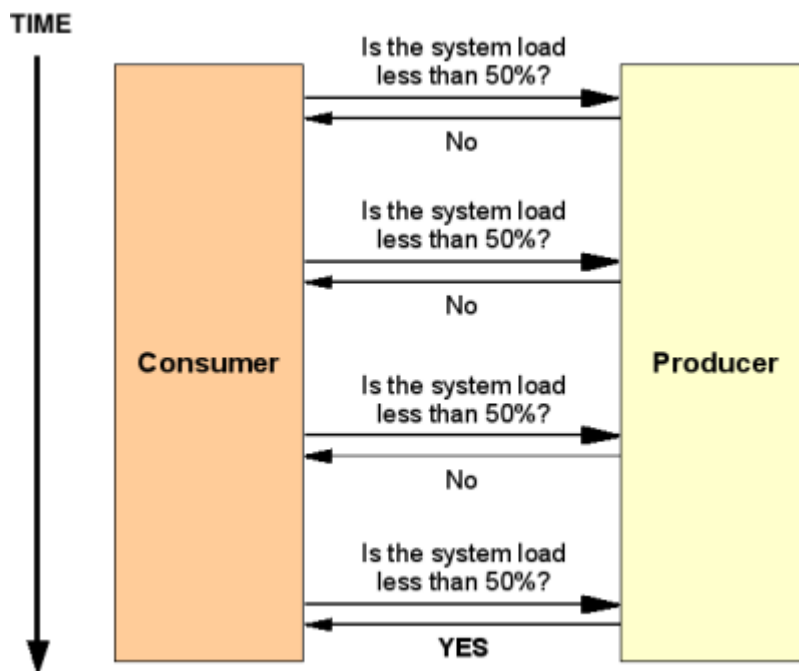 TIME
Is the system load
less than 50%?
No
Is the system load
less than 50%?
No
Consumer
Producer
Is the system load
less than 50%?
No
Is the system load
less than 50%?
YES